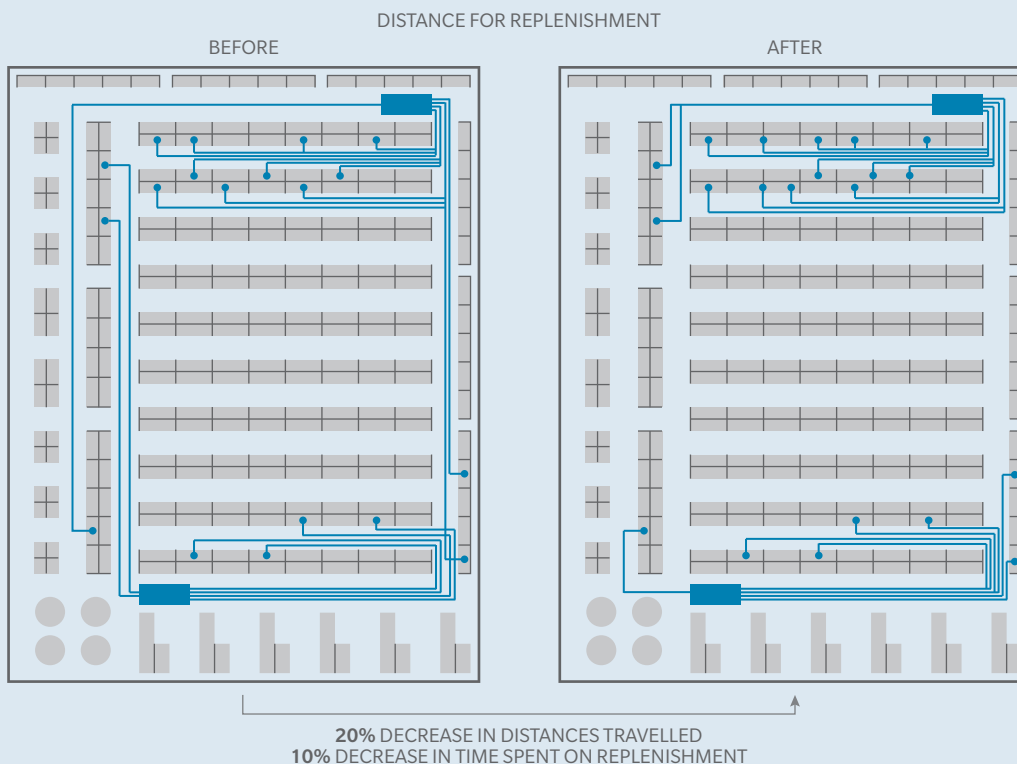 DISTANCE FOR REPLENISHMENT
BEFORE
AFTER
20% DECREASE IN DISTANCES TRAVELLED
10% DECREASE IN TIME SPENT ON REPLENISHMENT